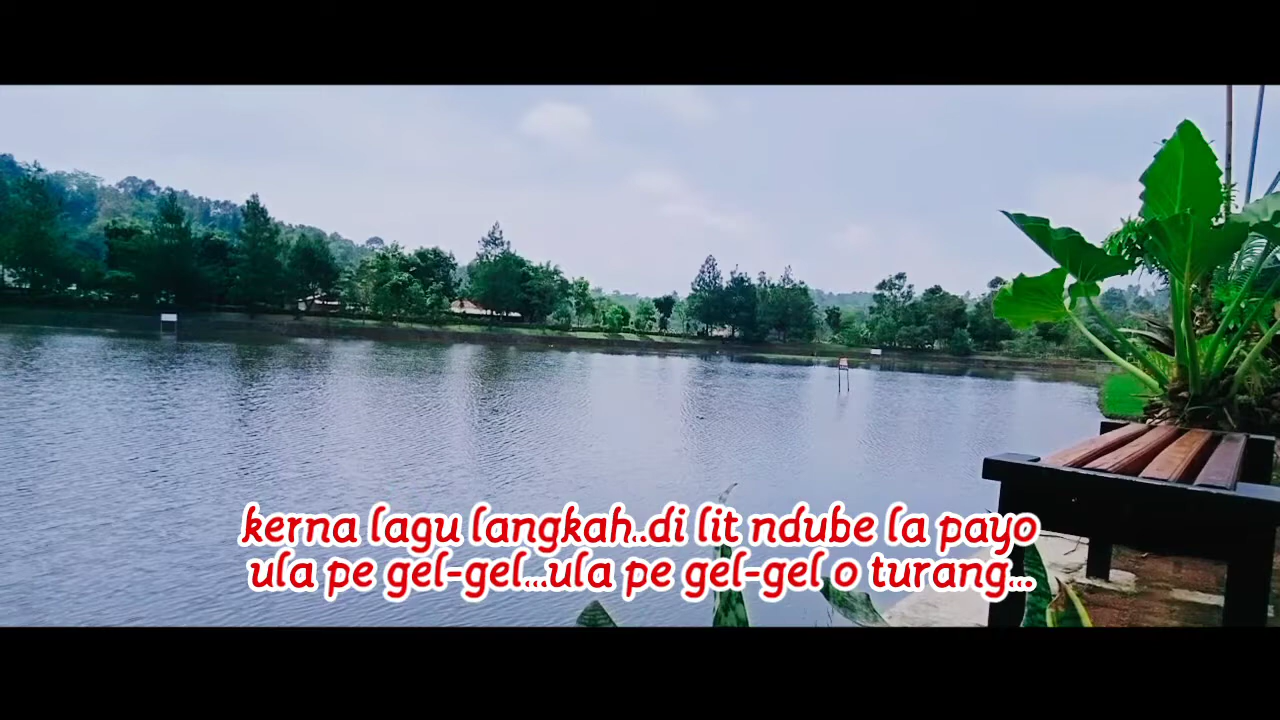 kerna lagu langkah..di lit ndube la payo
ula pe gel-gel...ula pe gel-gel o turang...